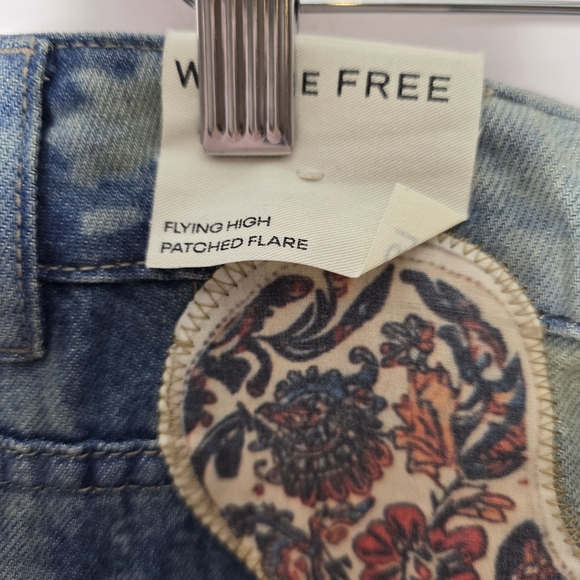 W E FREE
FLYING HIGH
PATCHED FLARE